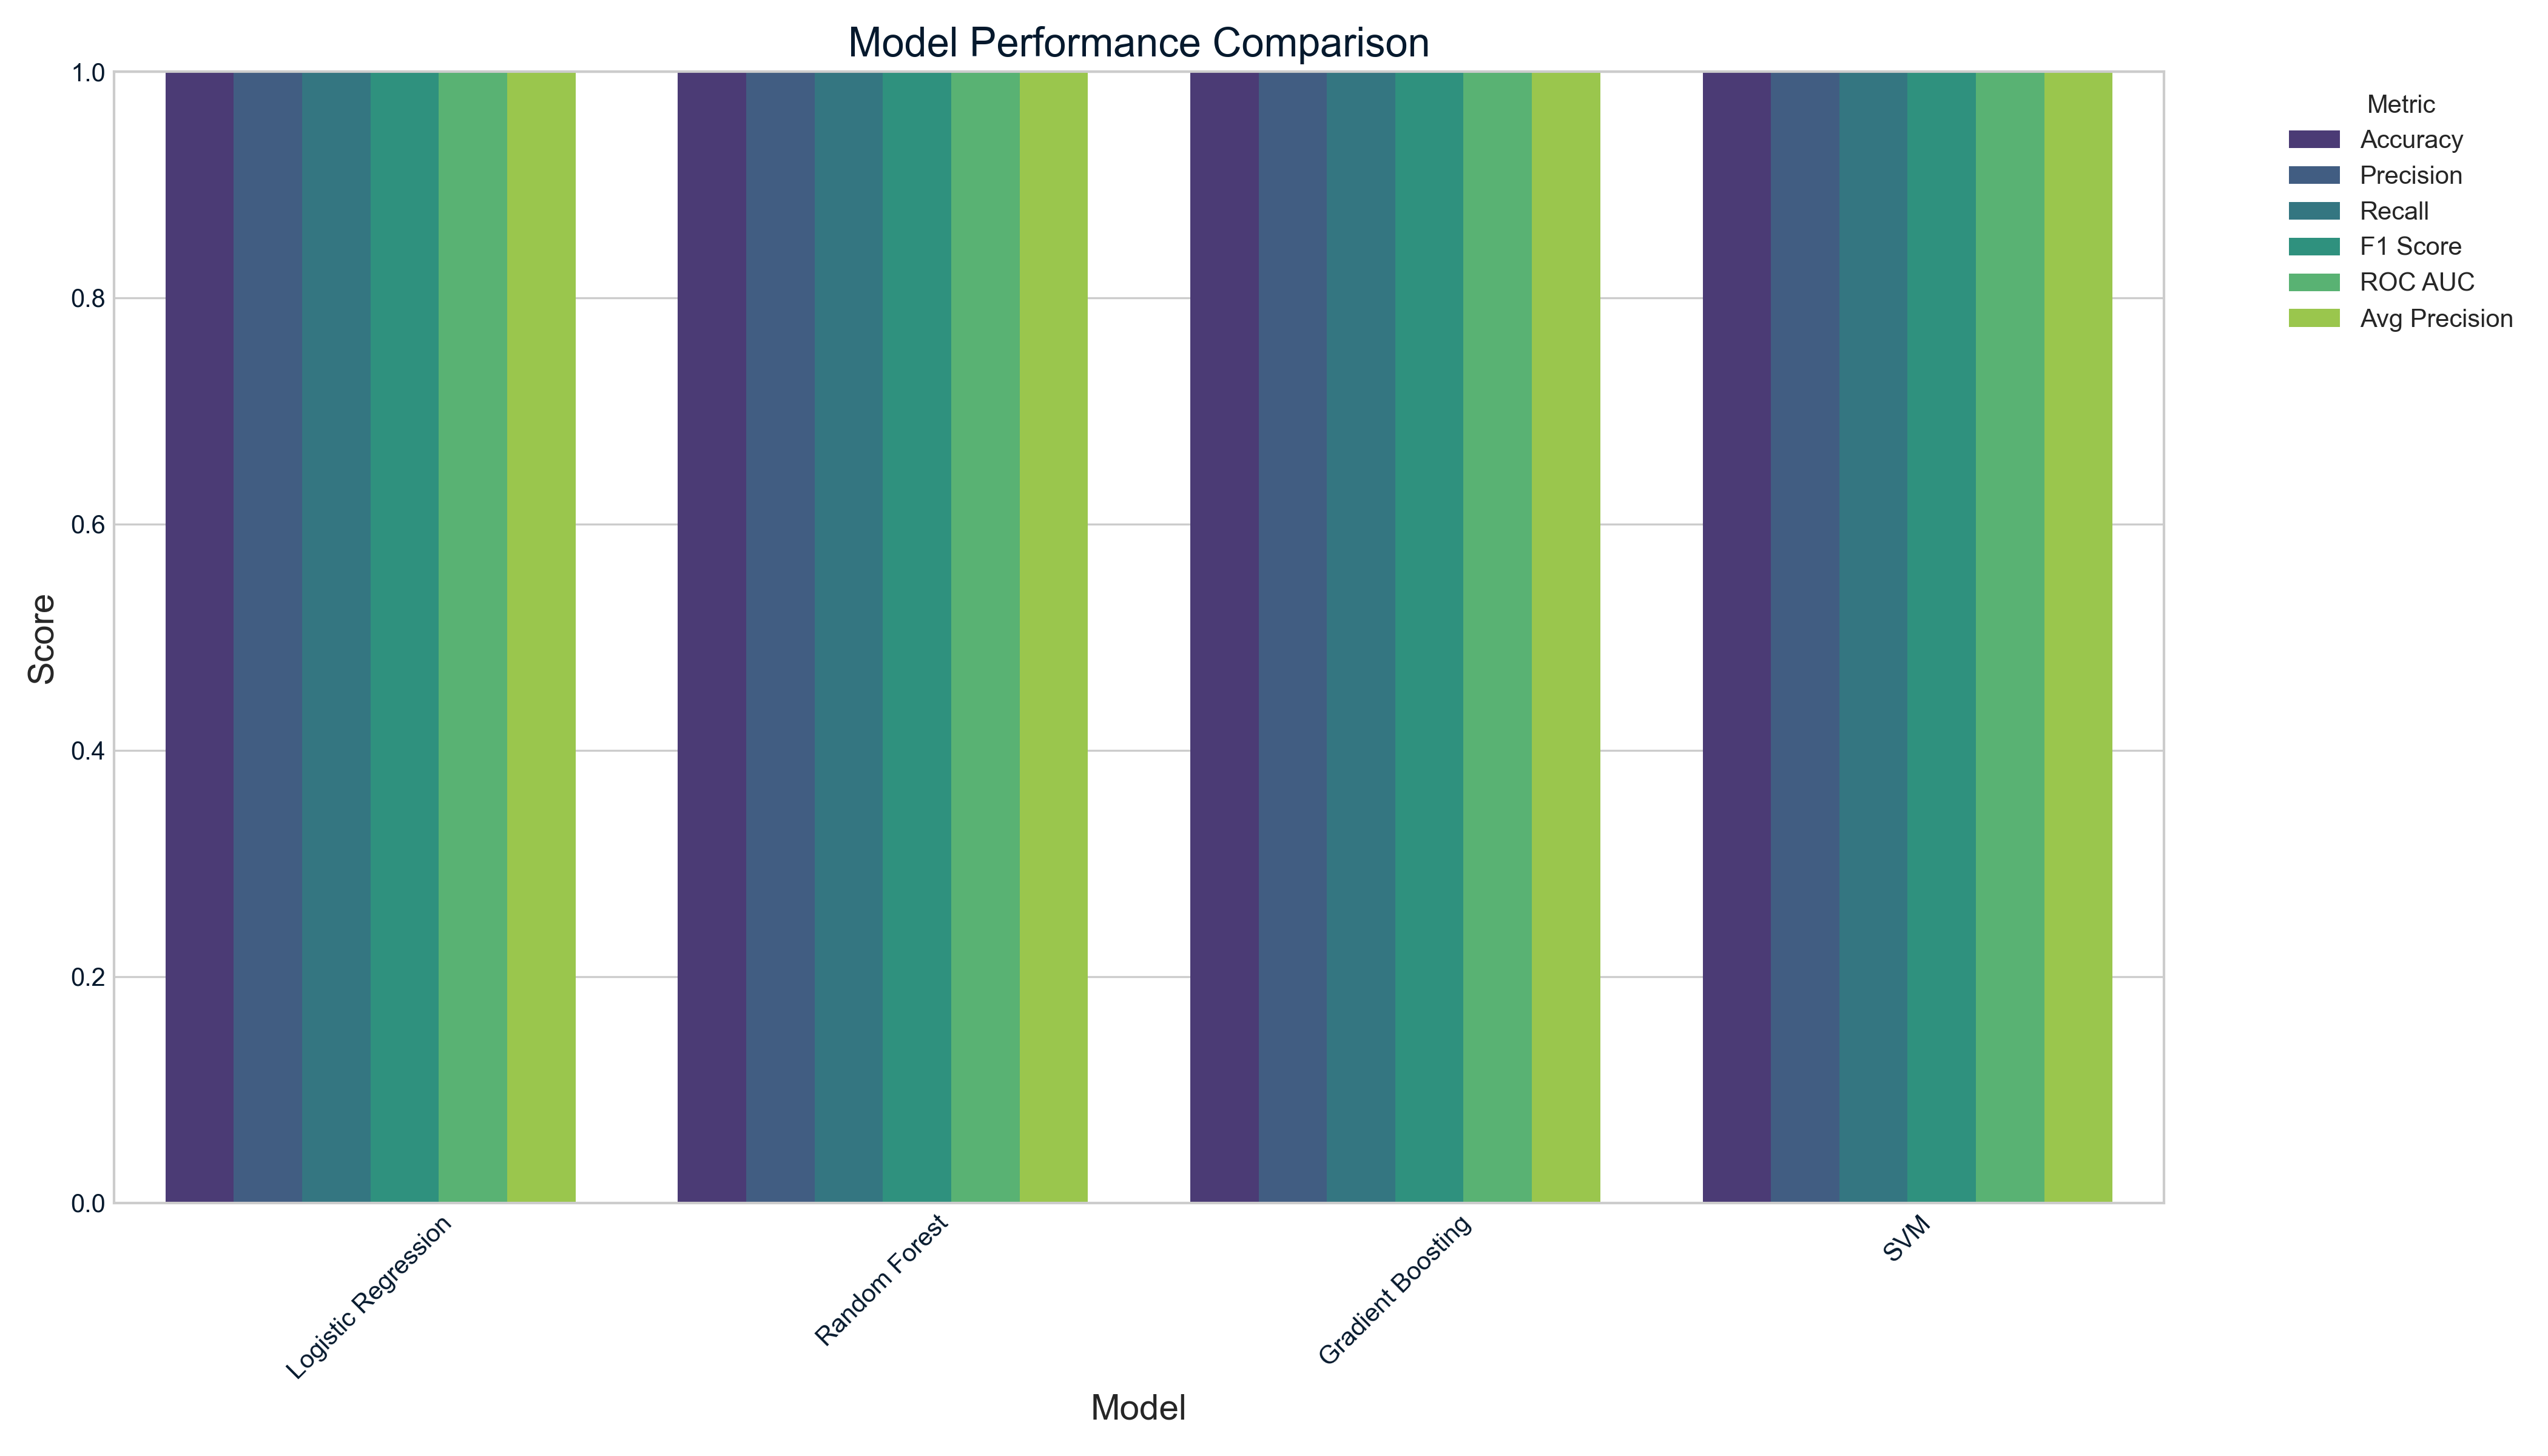 Model Performance Comparison
1.0
0.8
0.6
0.4
0.2
0.0
Score
Logistic Regression
Random Forest
Gradient Boosting
SVM
Model
Metric
Accuracy
Precision
Recall
F1 Score
ROC AUC
Avg Precision